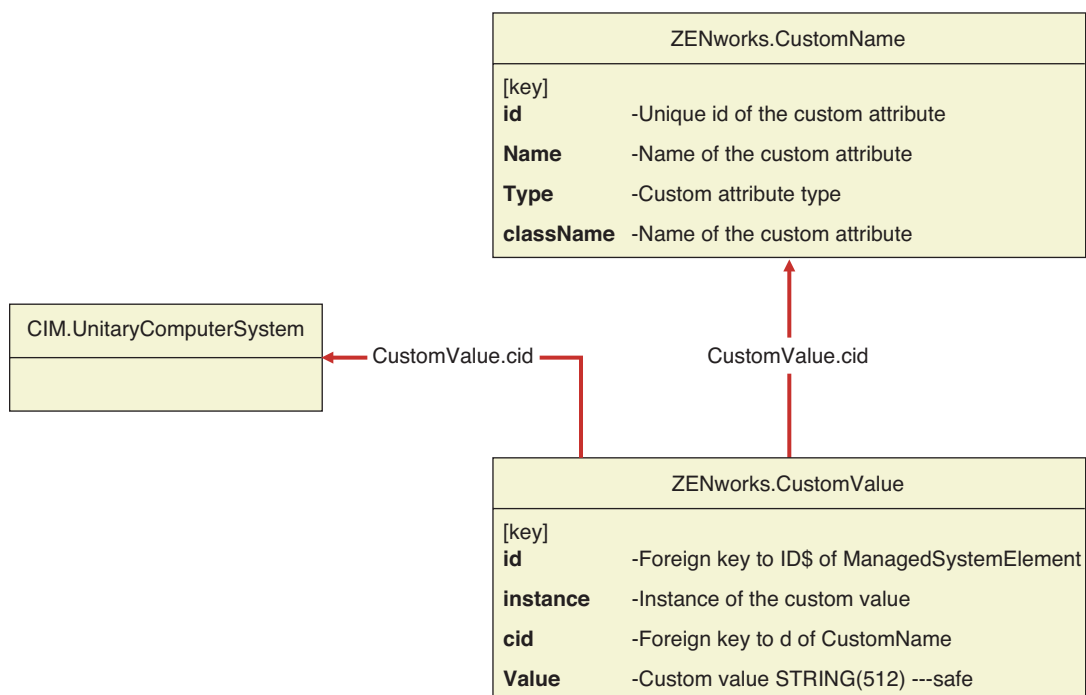 ZENworks.CustomName
[key]
id -Unique id of the custom attribute
Name -Name of the custom attribute
Type -Custom attribute type
className -Name of the custom attribute
CIM.UnitaryComputerSystem
CustomValue.cid
CustomValue.cid
ZENworks.CustomValue
[key]
id -Foreign key to ID$ of ManagedSystemElement
instance -Instance of the custom value
cid -Foreign key to d of CustomName
Value -Custom value STRING(512) ---safe